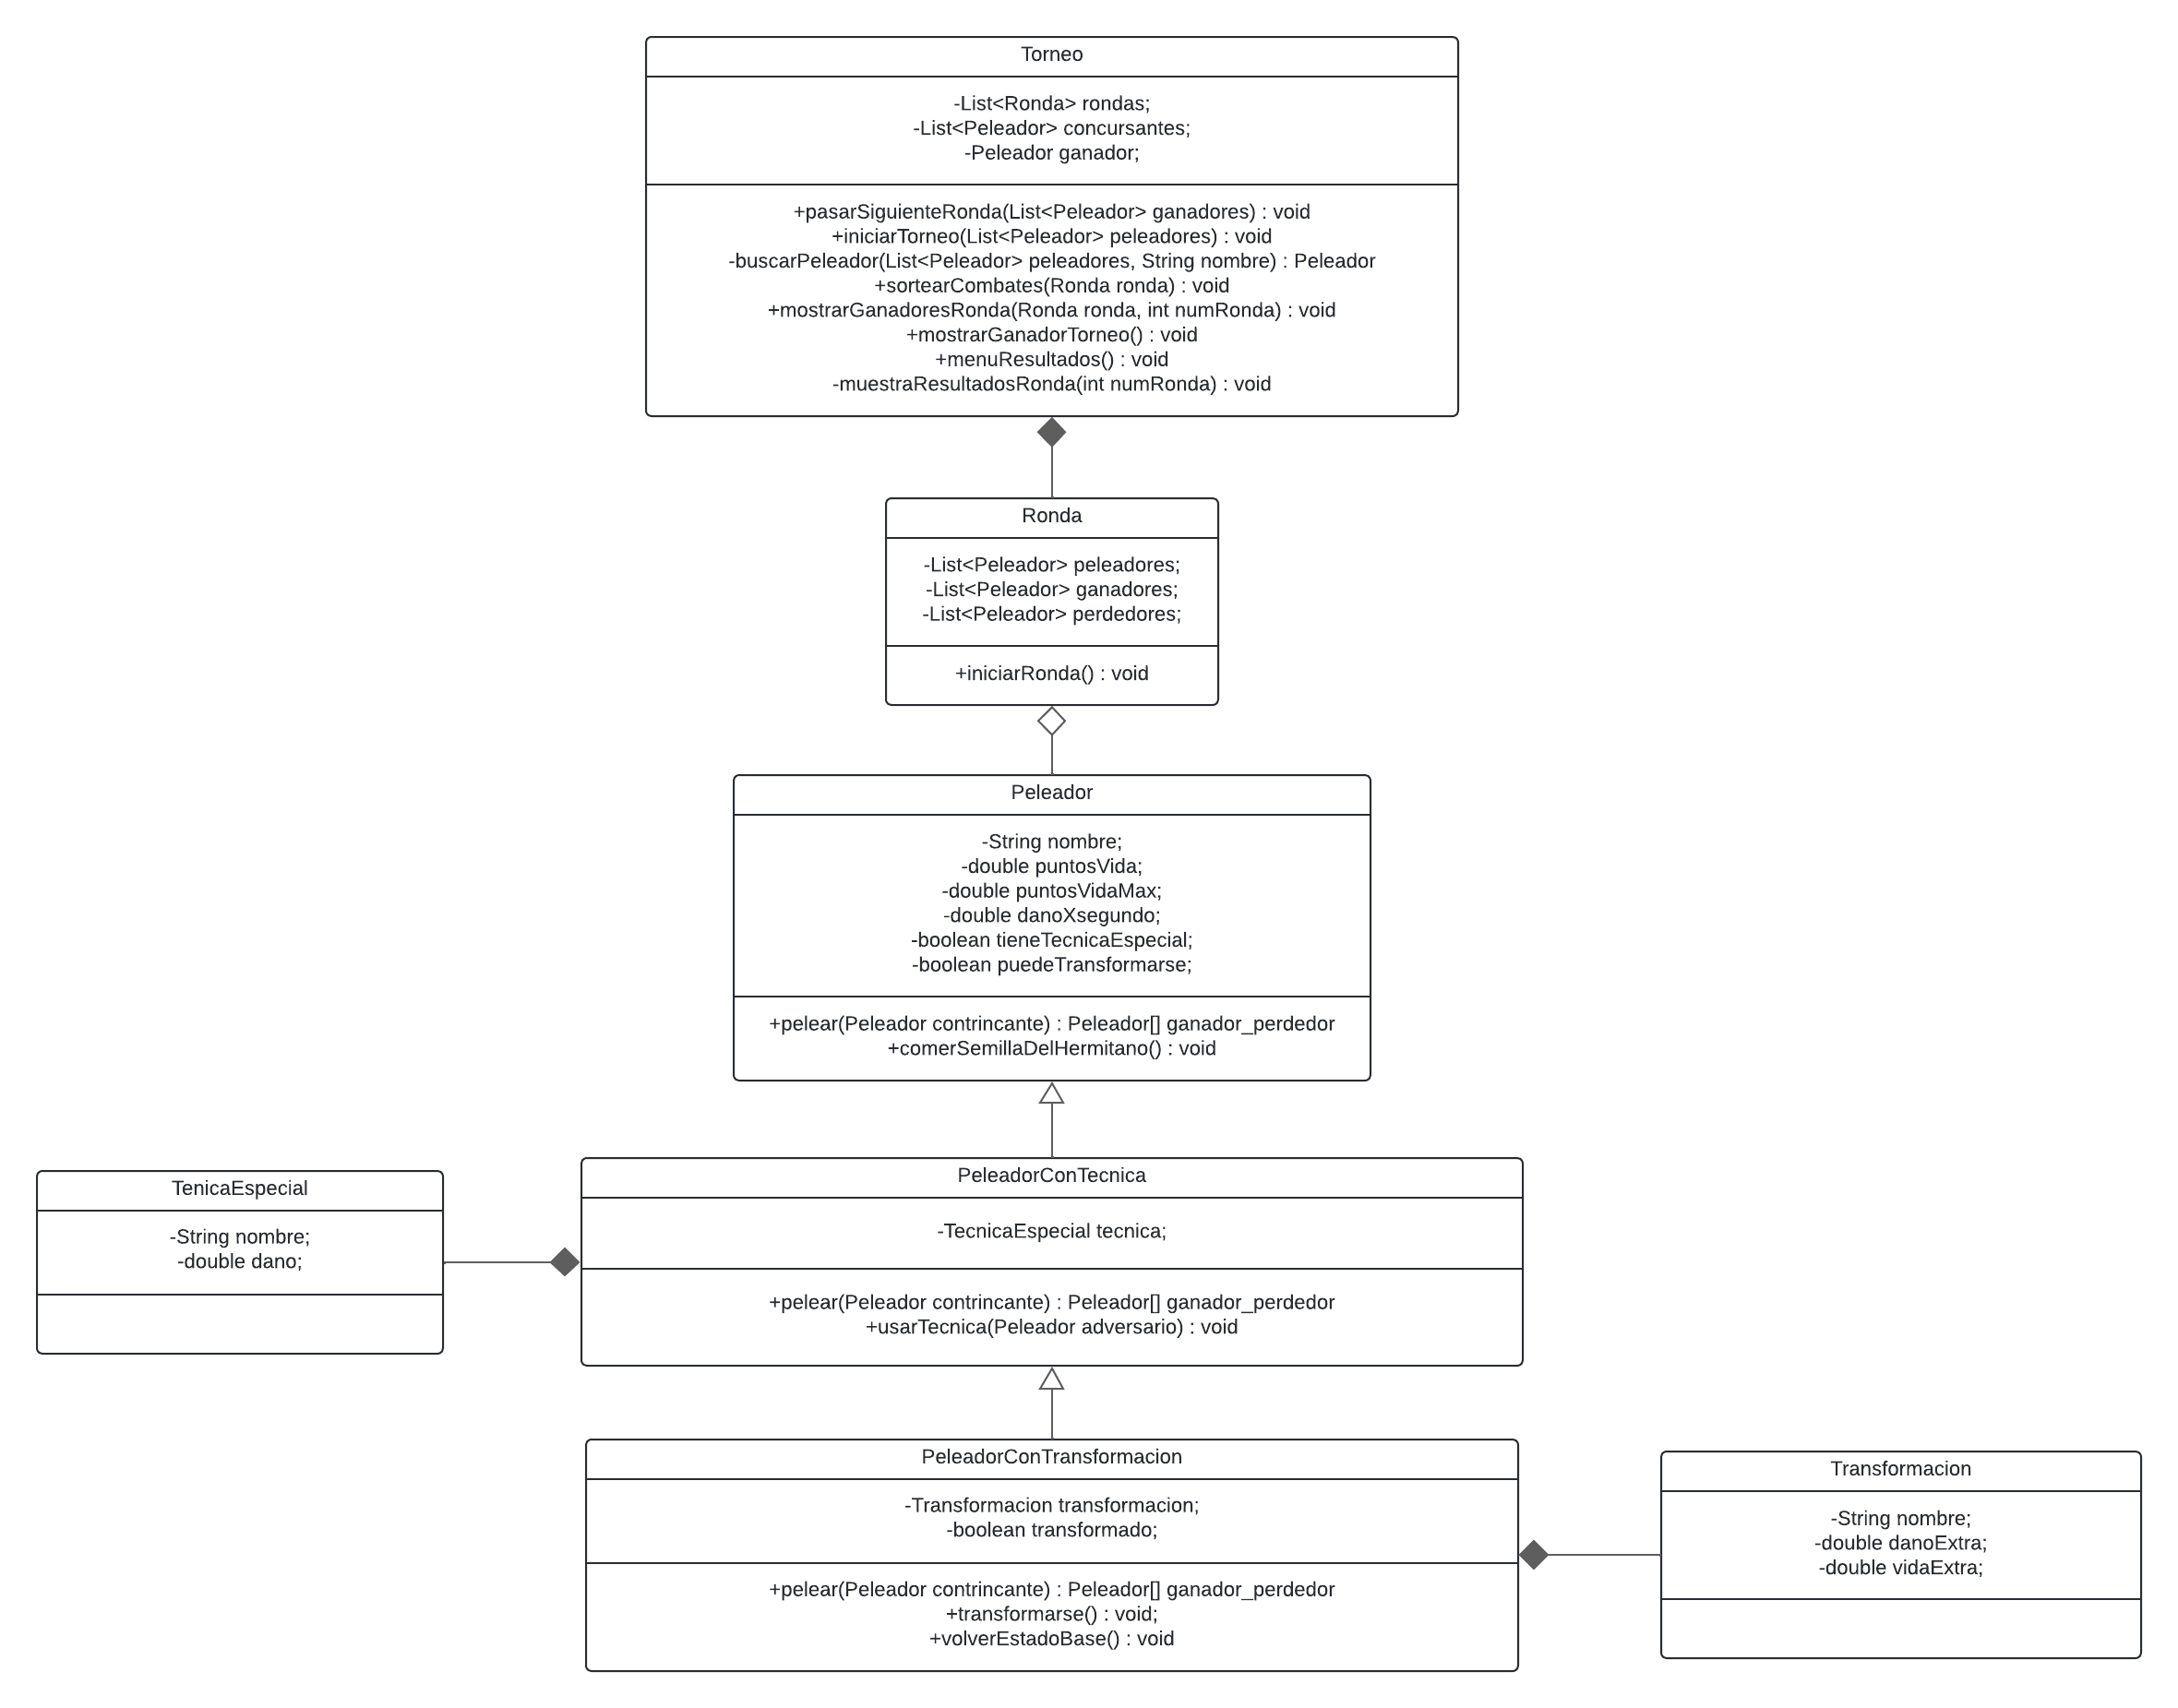 Torneo
-List<Ronda> rondas;
-List<Peleador> concursantes;
-Peleador ganador;
+pasarSiguienteRonda(List<Peleador> ganadores) : void
+iniciarTorneo(List<Peleador> peleadores) : void
-buscarPeleador(List<Peleador> peleadores, String nombre) : Peleador
+sortearCombates(Ronda ronda) : void
+mostrarGanadoresRonda(Ronda ronda, int numRonda) : void
+mostrarGanadorTorneo() : void
+menuResultados() : void
-muestraResultadosRonda(int numRonda) : void
Ronda
-List<Peleador> peleadores;
-List<Peleador> ganadores;
-List<Peleador> perdedores;
+iniciarRonda() : void
Peleador
-String nombre;
-double puntosVida;
-double puntosVidaMax;
-double danoXsegundo;
-boolean tieneTecnicaEspecial;
-boolean puedeTransformarse;
+pelear(Peleador contrincante) : Peleador[] ganador_perdedor
+comerSemillaDelHermitano() : void
TenicaEspecial
-String nombre;
-double dano;
PeleadorConTecnica
-TecnicaEspecial tecnica;
+pelear(Peleador contrincante) : Peleador[] ganador_perdedor
+usarTecnica(Peleador adversario) : void
PeleadorConTransformacion
-Transformacion transformacion;
-boolean transformado;
+pelear(Peleador contrincante) : Peleador[] ganador_perdedor
+transformarse() : void;
+volverEstadoBase() : void
Transformacion
-String nombre;
-double danoExtra;
-double vidaExtra;